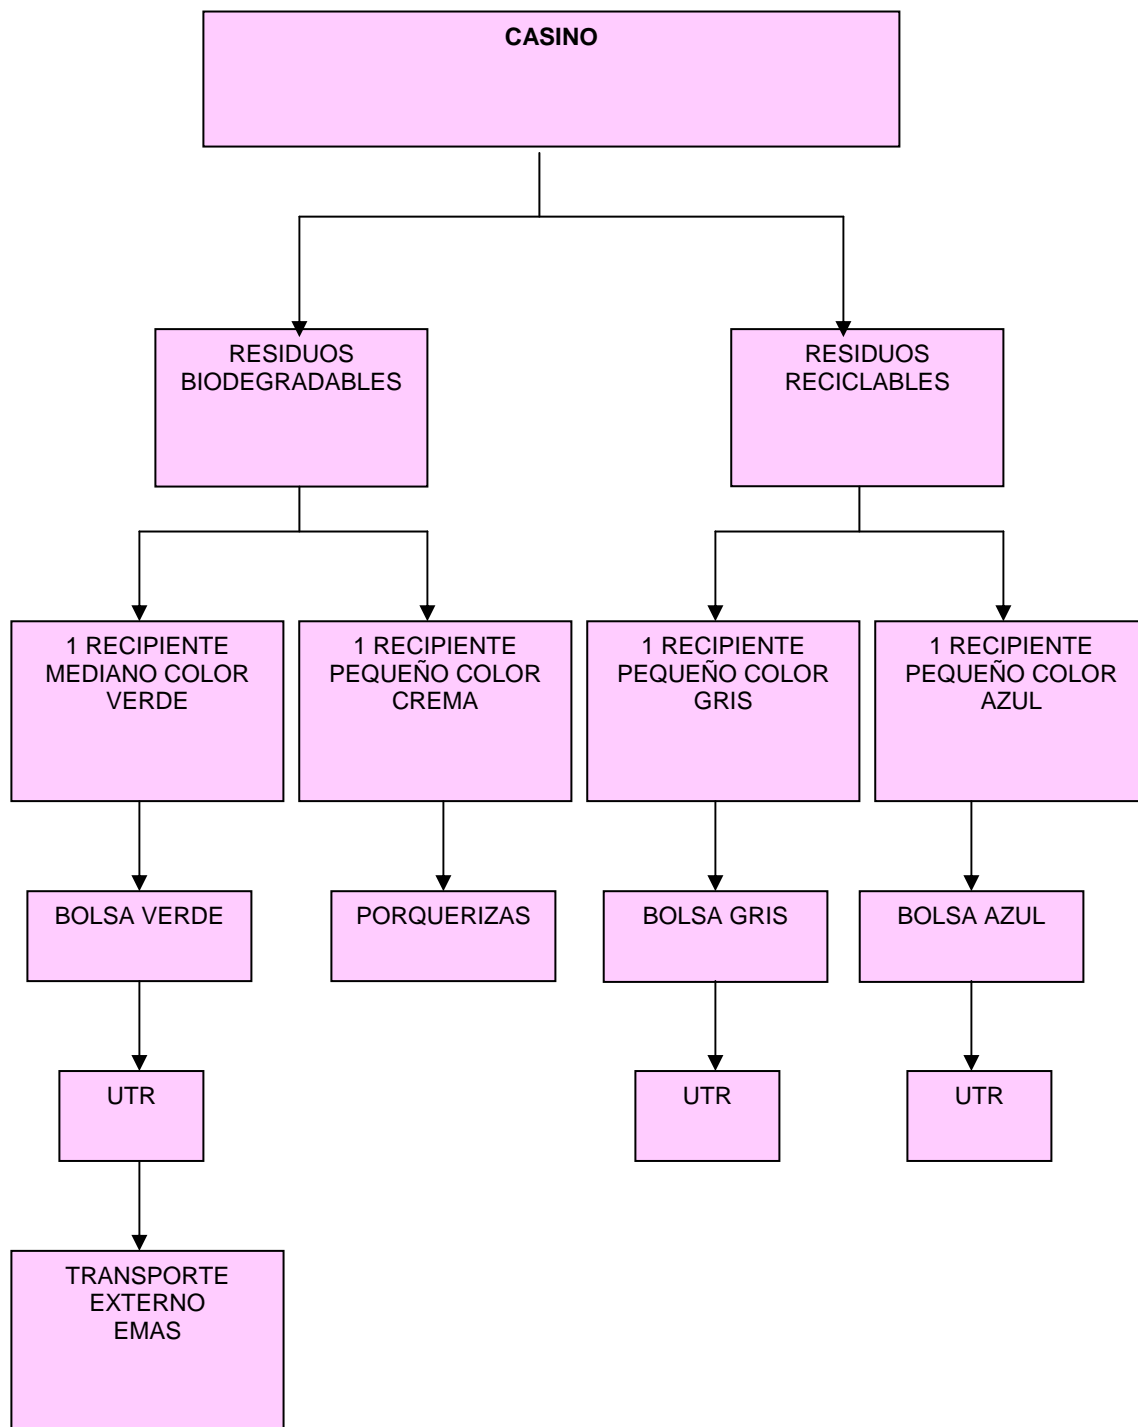 CASINO
RESIDUOS
BIODEGRADABLES
RESIDUOS
RECICLABLES
1 RECIPIENTE
MEDIANO COLOR
VERDE
1 RECIPIENTE
PEQUEÑO COLOR
CREMA
1 RECIPIENTE
PEQUEÑO COLOR
GRIS
1 RECIPIENTE
PEQUEÑO COLOR
AZUL
BOLSA VERDE
PORQUERIZAS
BOLSA GRIS
BOLSA AZUL
UTR
UTR
UTR
TRANSPORTE
EXTERNO
EMAS